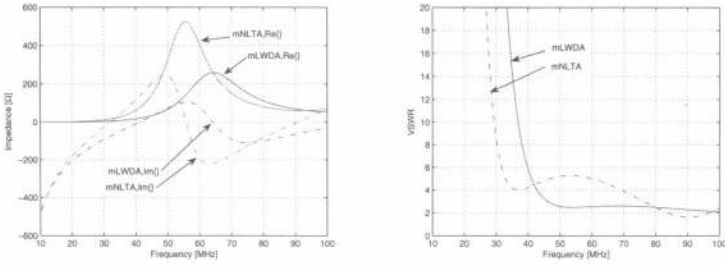 600
400
200
0
-200
-400
-600
Impedance [Ω]
mNLTA,Re()
mLWDA,Re()
mLWDA,Im()
mNLTA,Im()
10 20 30 40 50 60 70 80 90 100
Frequency [MHz]
20
18
16
14
12
10
8
6
4
2
0
VSWR
mLWDA
mNLTA
10 20 30 40 50 60 70 80 90 100
Frequency [MHz]